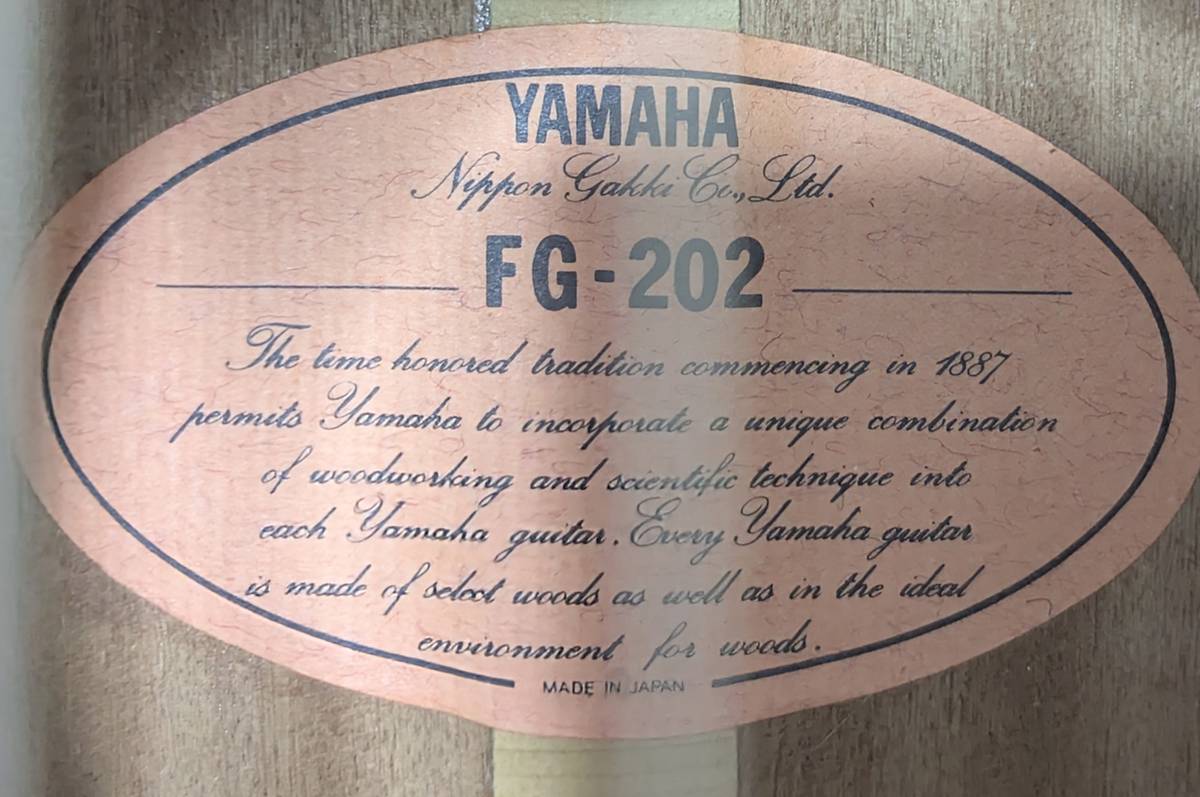 YAMAHA
Nippon Gakki Co., Ltd.
FG-202
The time honored tradition commencing in 1887
permits Yamaha to incorporate a unique combination
of woodworking and scientific technique into
each Yamaha guitar. Every Yamaha guitar
is made of select woods as well as in the ideal
environment for woods.
MADE IN JAPAN